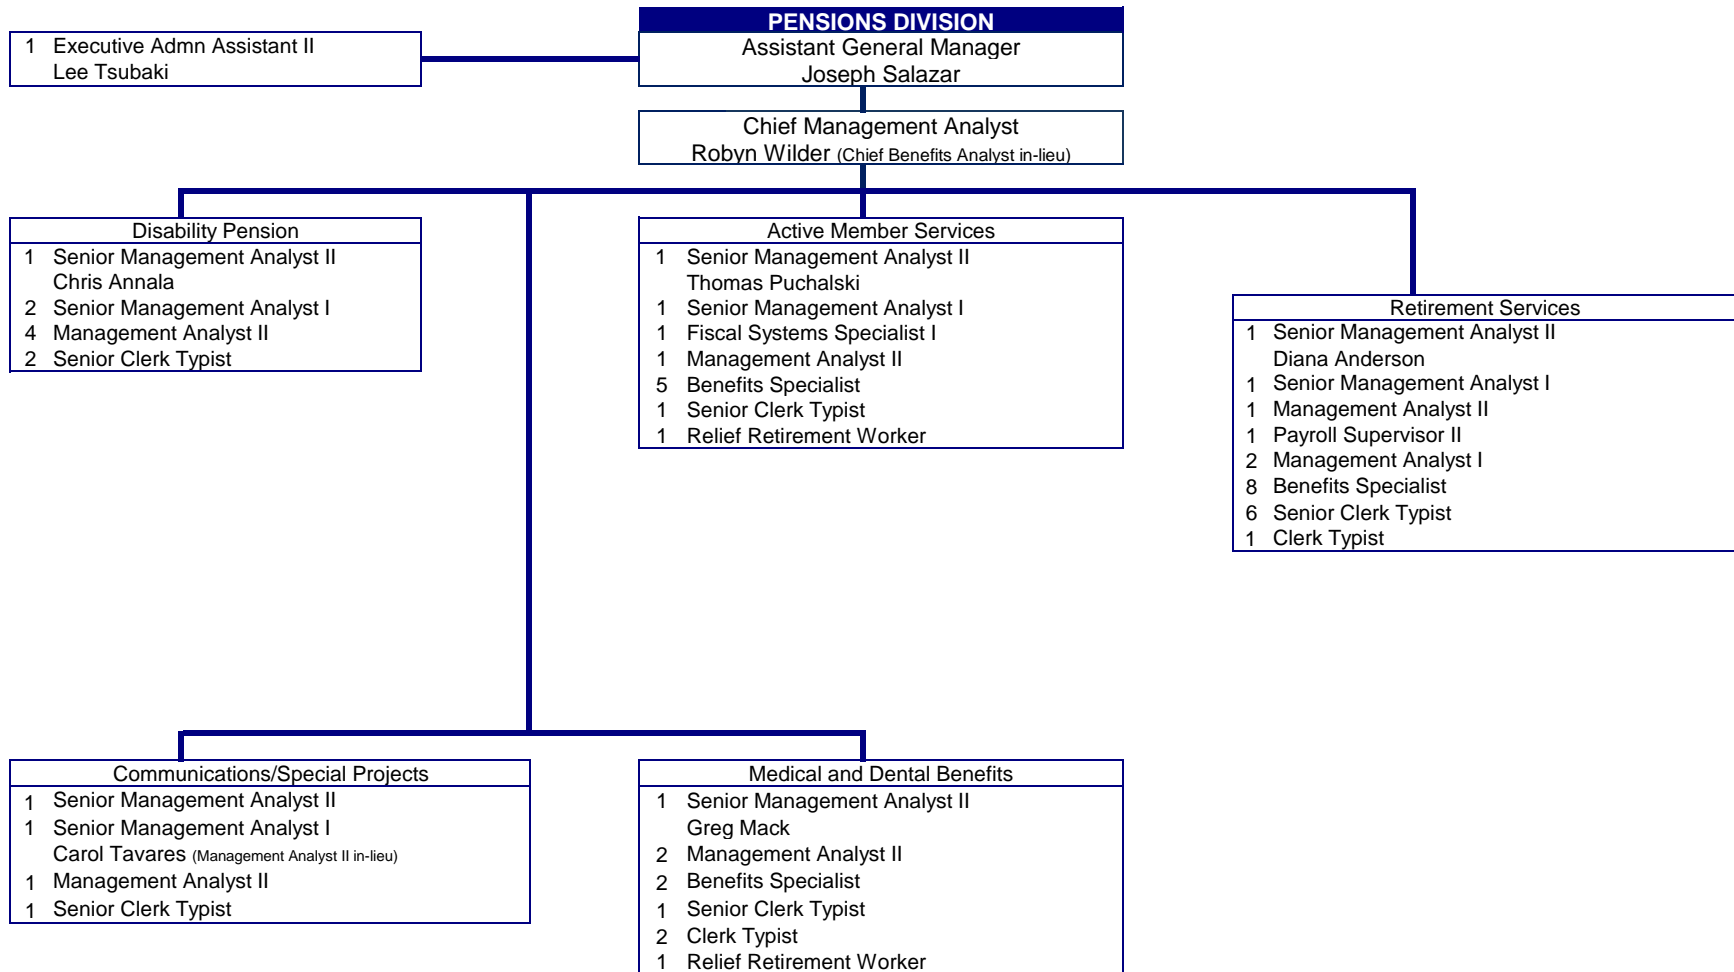 PENSIONS DIVISION
1 Executive Admn Assistant II
Lee Tsubaki
Assistant General Manager
Joseph Salazar
Chief Management Analyst
Robyn Wilder (Chief Benefits Analyst in-lieu)
Disability Pension
1 Senior Management Analyst II
Chris Annala
2 Senior Management Analyst I
4 Management Analyst II
2 Senior Clerk Typist
Active Member Services
1 Senior Management Analyst II
Thomas Puchalski
1 Senior Management Analyst I
1 Fiscal Systems Specialist I
1 Management Analyst II
5 Benefits Specialist
1 Senior Clerk Typist
1 Relief Retirement Worker
Retirement Services
1 Senior Management Analyst II
Diana Anderson
1 Senior Management Analyst I
1 Management Analyst II
1 Payroll Supervisor II
2 Management Analyst I
8 Benefits Specialist
6 Senior Clerk Typist
1 Clerk Typist
Communications/Special Projects
1 Senior Management Analyst II
1 Senior Management Analyst I
Carol Tavares (Management Analyst II in-lieu)
1 Management Analyst II
1 Senior Clerk Typist
Medical and Dental Benefits
1 Senior Management Analyst II
Greg Mack
2 Management Analyst II
2 Benefits Specialist
1 Senior Clerk Typist
2 Clerk Typist
1 Relief Retirement Worker